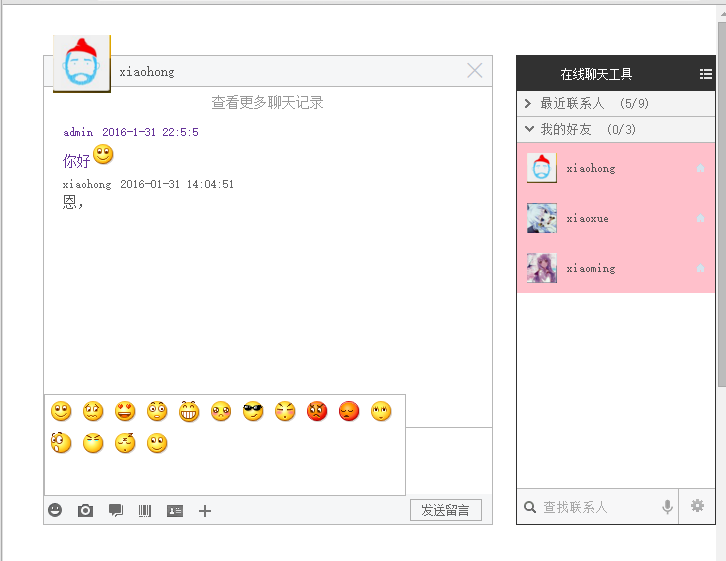 xiaohong
查看更多聊天记录
admin 2016-1-31 22:5:5
你好
xiaohong 2016-01-31 14:04:51
恩，
发送留言
在线聊天工具
最近联系人 (5/9)
我的好友 (0/3)
xiaohong
xiaoxue
xiaoming
查找联系人